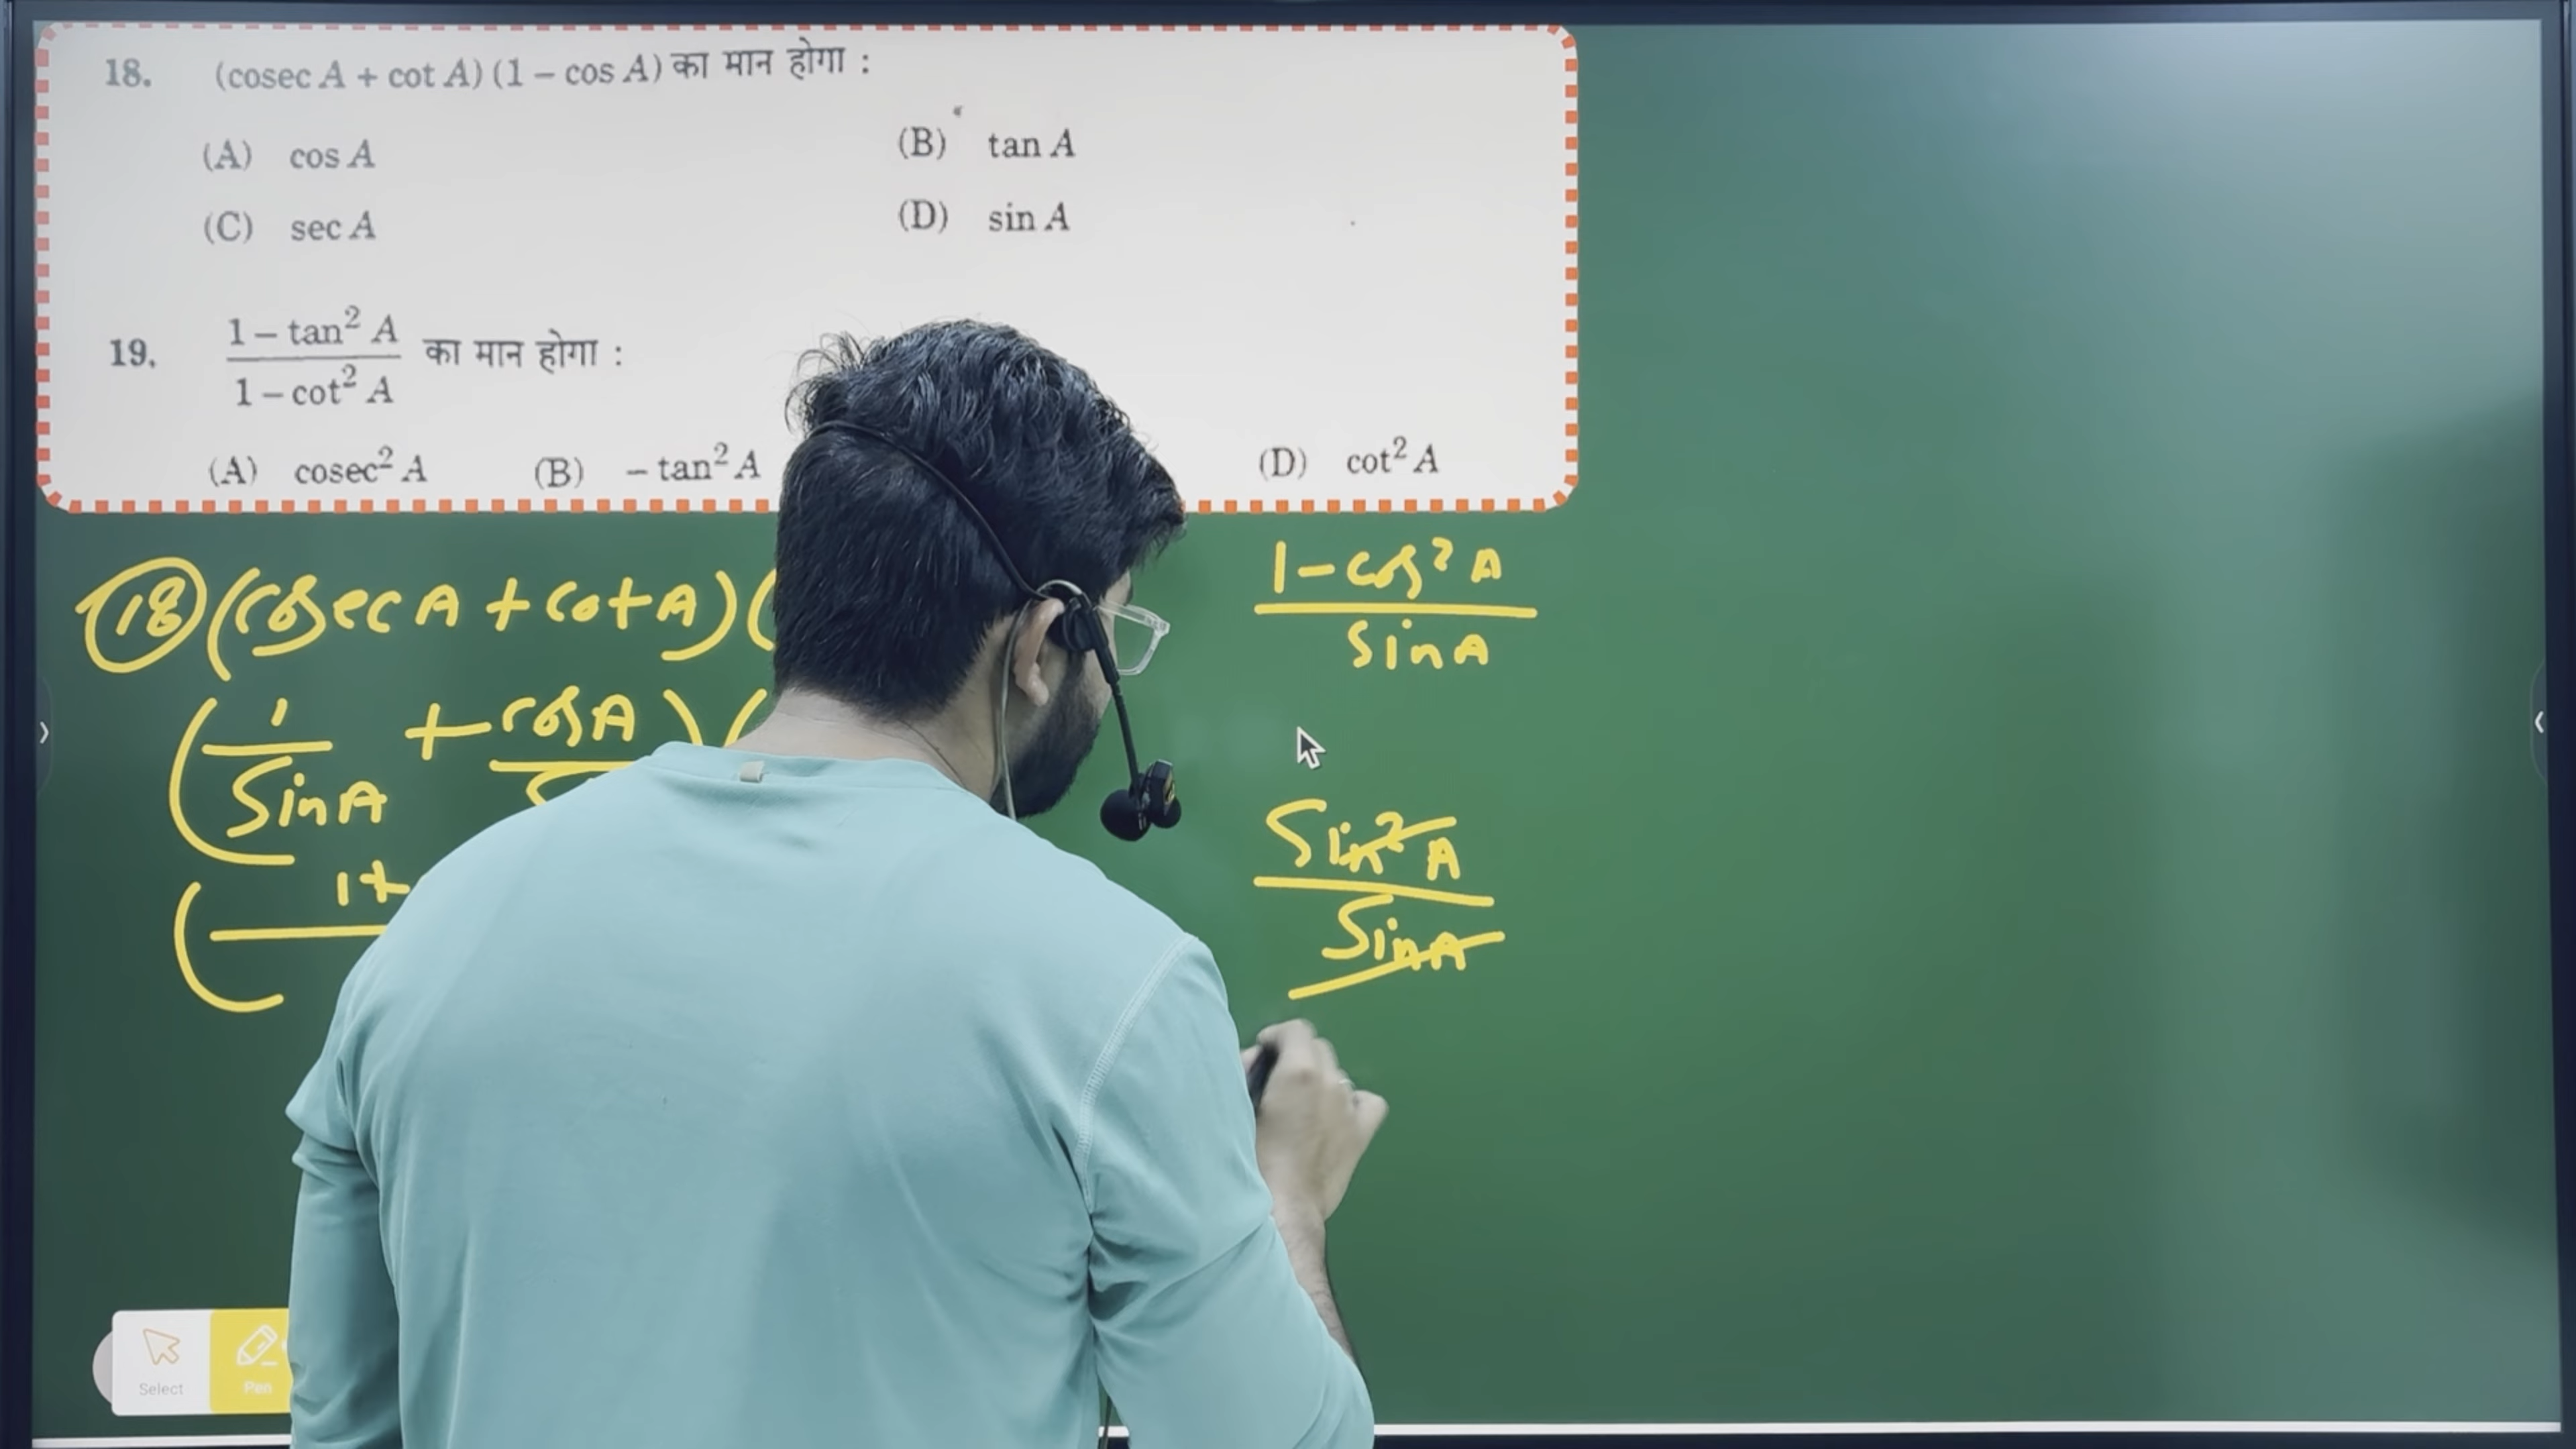 18. (cosec A + cot A) (1 – cos A) का मान होगा :
(A) cos A (B) tan A
(C) sec A (D) sin A
19. 1 – tan² A / 1 – cot² A का मान होगा :
(A) cosec² A (B) – tan² A (D) cot² A
18 (cosec A + cot A) (
( 1 / Sin A + cos A / S ) (
( 1 +
1 - cos² A / Sin A
Sin² A / Sin A
Select Pen